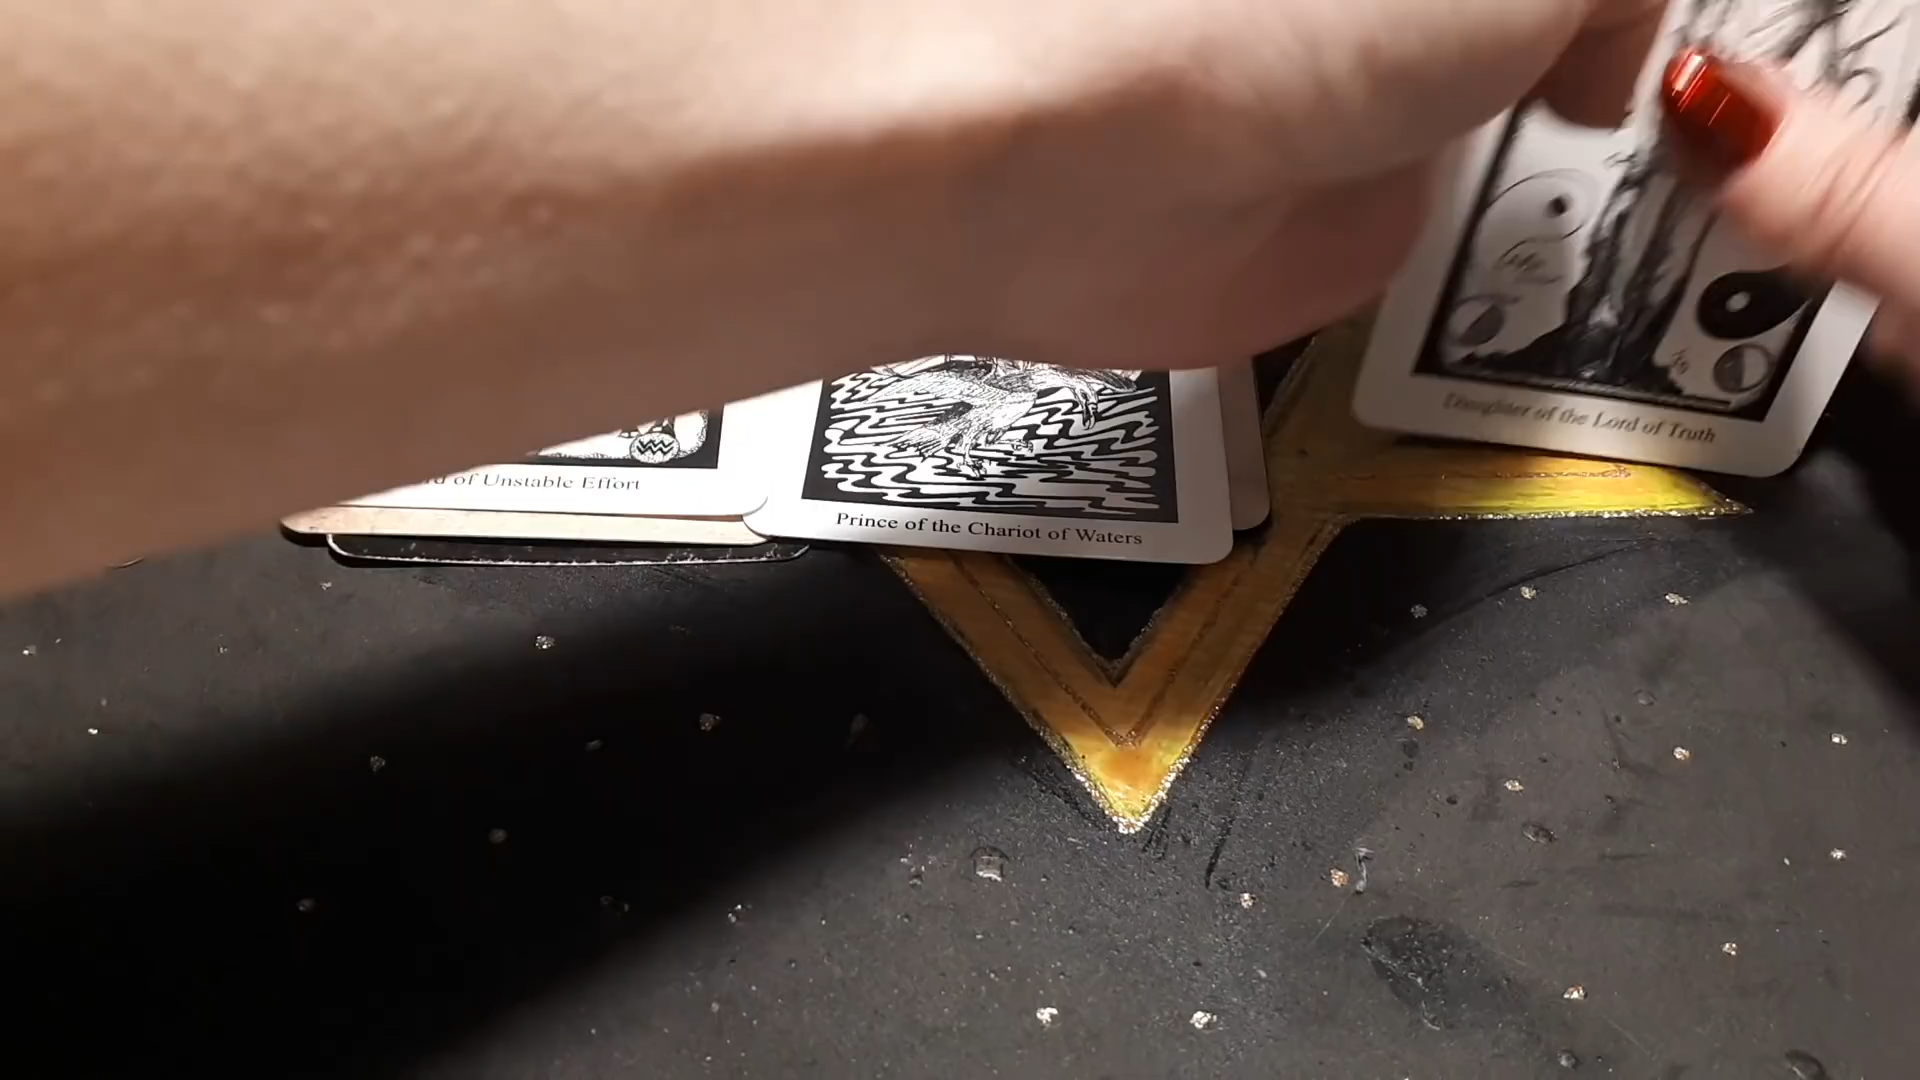 of Unstable Effort
Prince of the Chariot of Waters
Daughter of the Lord of Truth